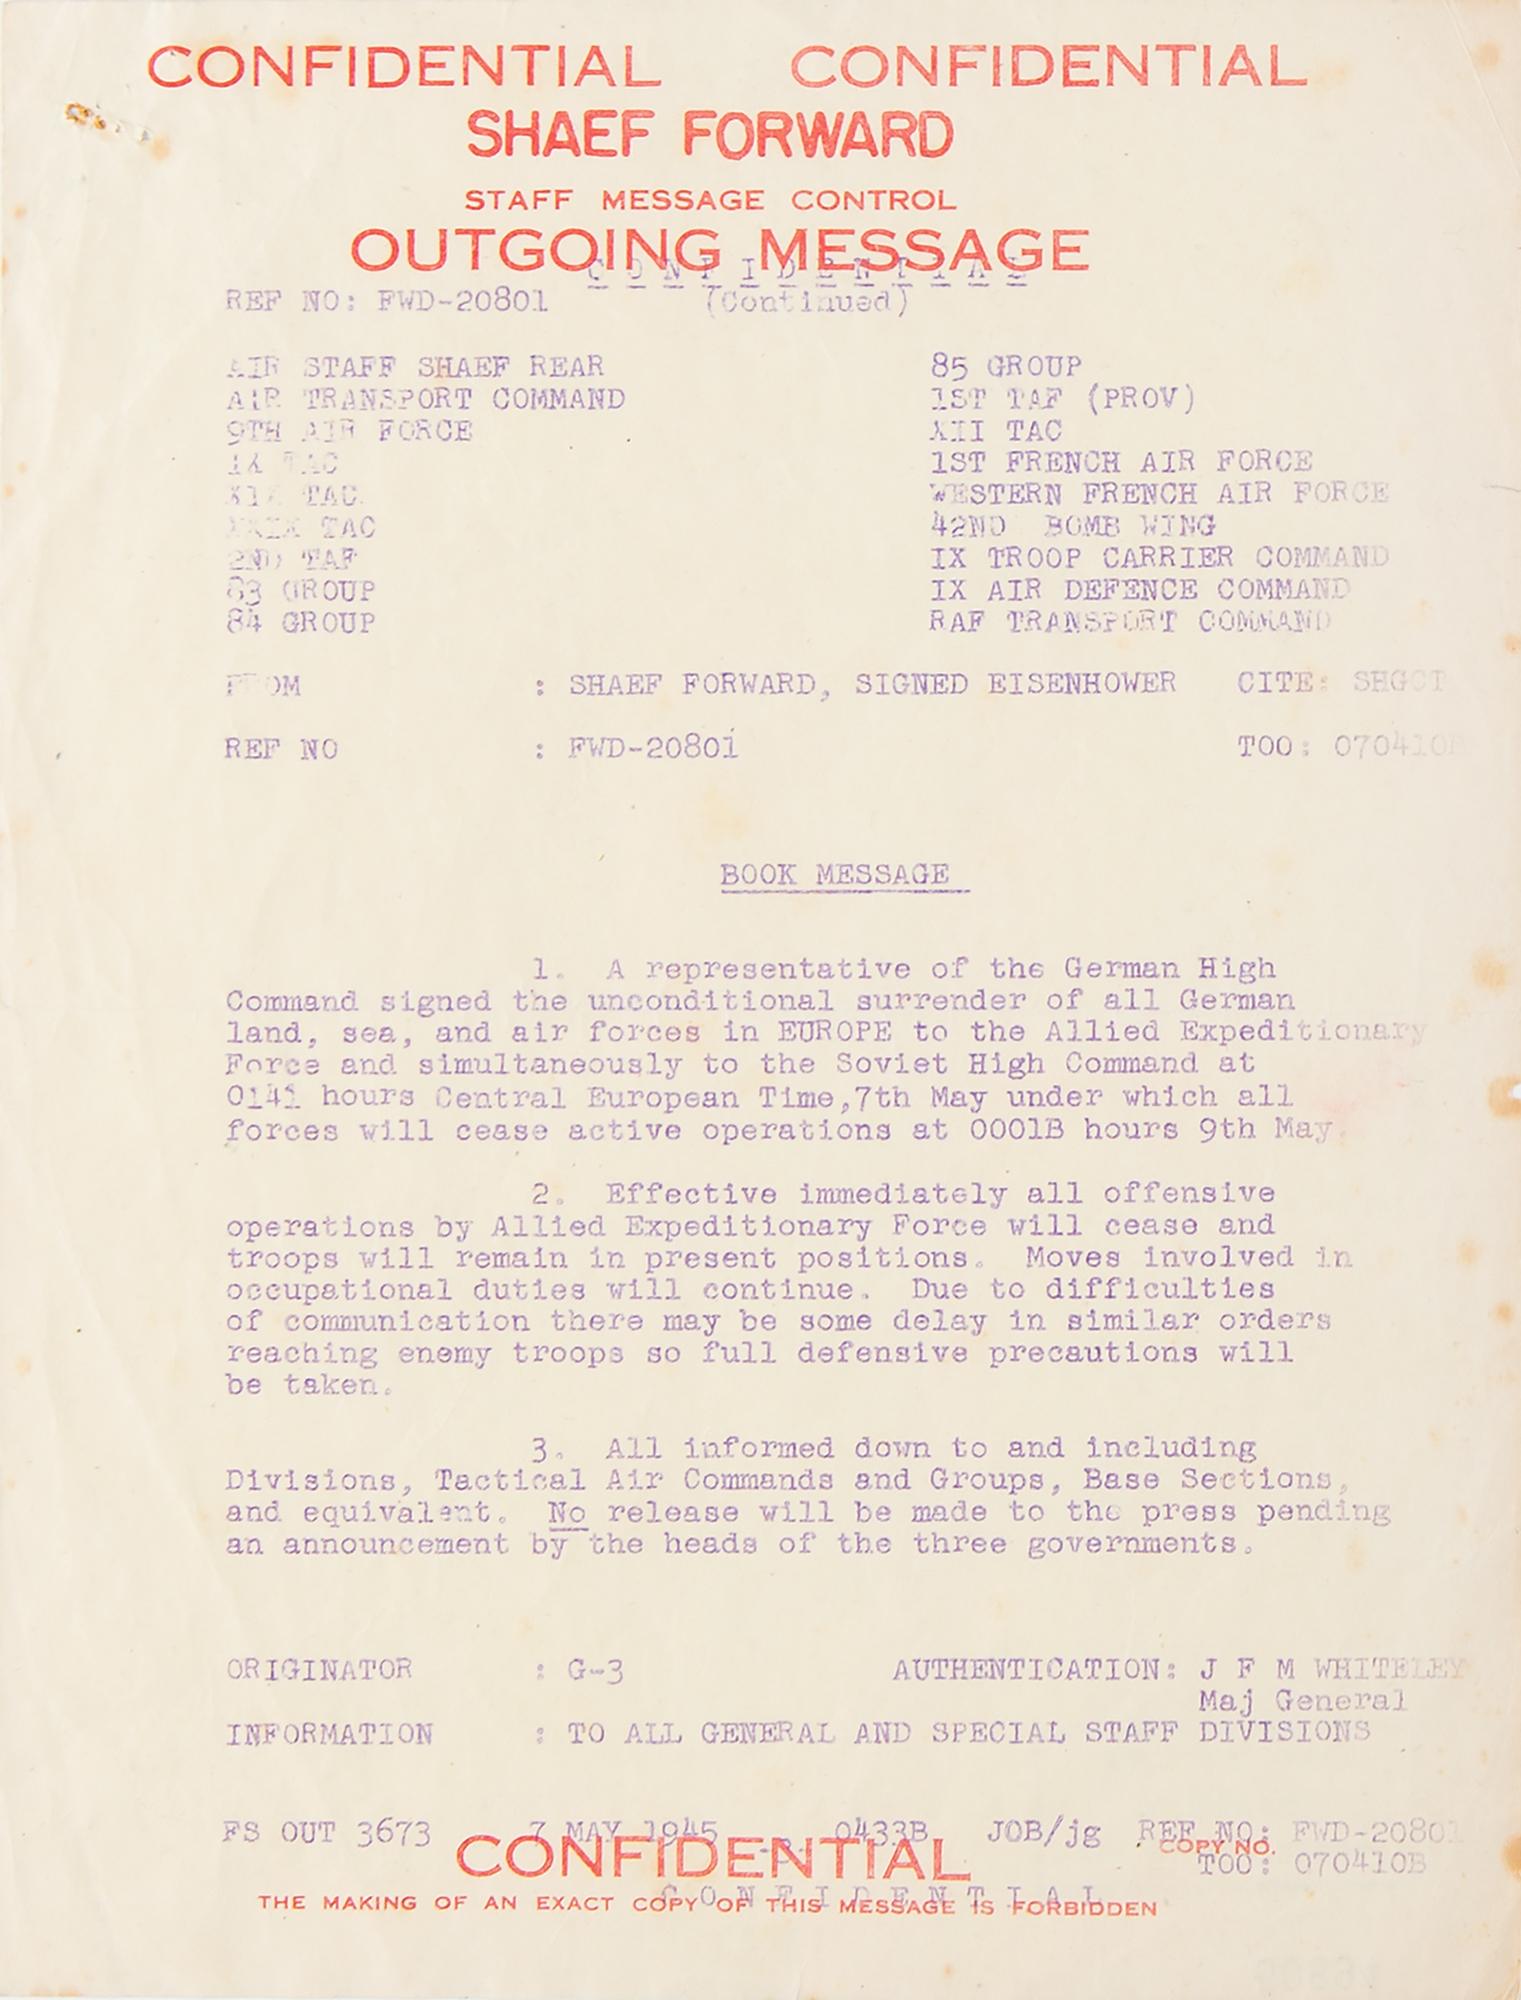 CONFIDENTIAL CONFIDENTIAL
SHAEF FORWARD
STAFF MESSAGE CONTROL
OUTGOING MESSAGE
C O N F I D E N T I A L
REF NO: FWD-20801 (Continued)
AIR STAFF SHAEF REAR 85 GROUP
AIR TRANSPORT COMMAND 1ST TAF (PROV)
9TH AIR FORCE XII TAC
IX TAC 1ST FRENCH AIR FORCE
XIX TAC WESTERN FRENCH AIR FORCE
XXIX TAC 42ND BOMB WING
2ND TAF IX TROOP CARRIER COMMAND
83 GROUP IX AIR DEFENCE COMMAND
84 GROUP RAF TRANSPORT COMMAND
FROM : SHAEF FORWARD, SIGNED EISENHOWER CITE: SHGCT
REF NO : FWD-20801 TOO: 070410B
BOOK MESSAGE
1. A representative of the German High
Command signed the unconditional surrender of all German
land, sea, and air forces in EUROPE to the Allied Expeditionary
Force and simultaneously to the Soviet High Command at
0141 hours Central European Time,7th May under which all
forces will cease active operations at 0001B hours 9th May.
2. Effective immediately all offensive
operations by Allied Expeditionary Force will cease and
troops will remain in present positions. Moves involved in
occupational duties will continue. Due to difficulties
of communication there may be some delay in similar orders
reaching enemy troops so full defensive precautions will
be taken.
3. All informed down to and including
Divisions, Tactical Air Commands and Groups, Base Sections,
and equivalent. No release will be made to the press pending
an announcement by the heads of the three governments.
ORIGINATOR : G-3 AUTHENTICATION: J F M WHITELEY
Maj General
INFORMATION : TO ALL GENERAL AND SPECIAL STAFF DIVISIONS
FS OUT 3673 7 MAY 1945 0433B JOB/jg REF NO: FWD-20801
CONFIDENTIAL COPY NO.
TOO: 070410B
C O N F I D E N T I A L
THE MAKING OF AN EXACT COPY OF THIS MESSAGE IS FORBIDDEN